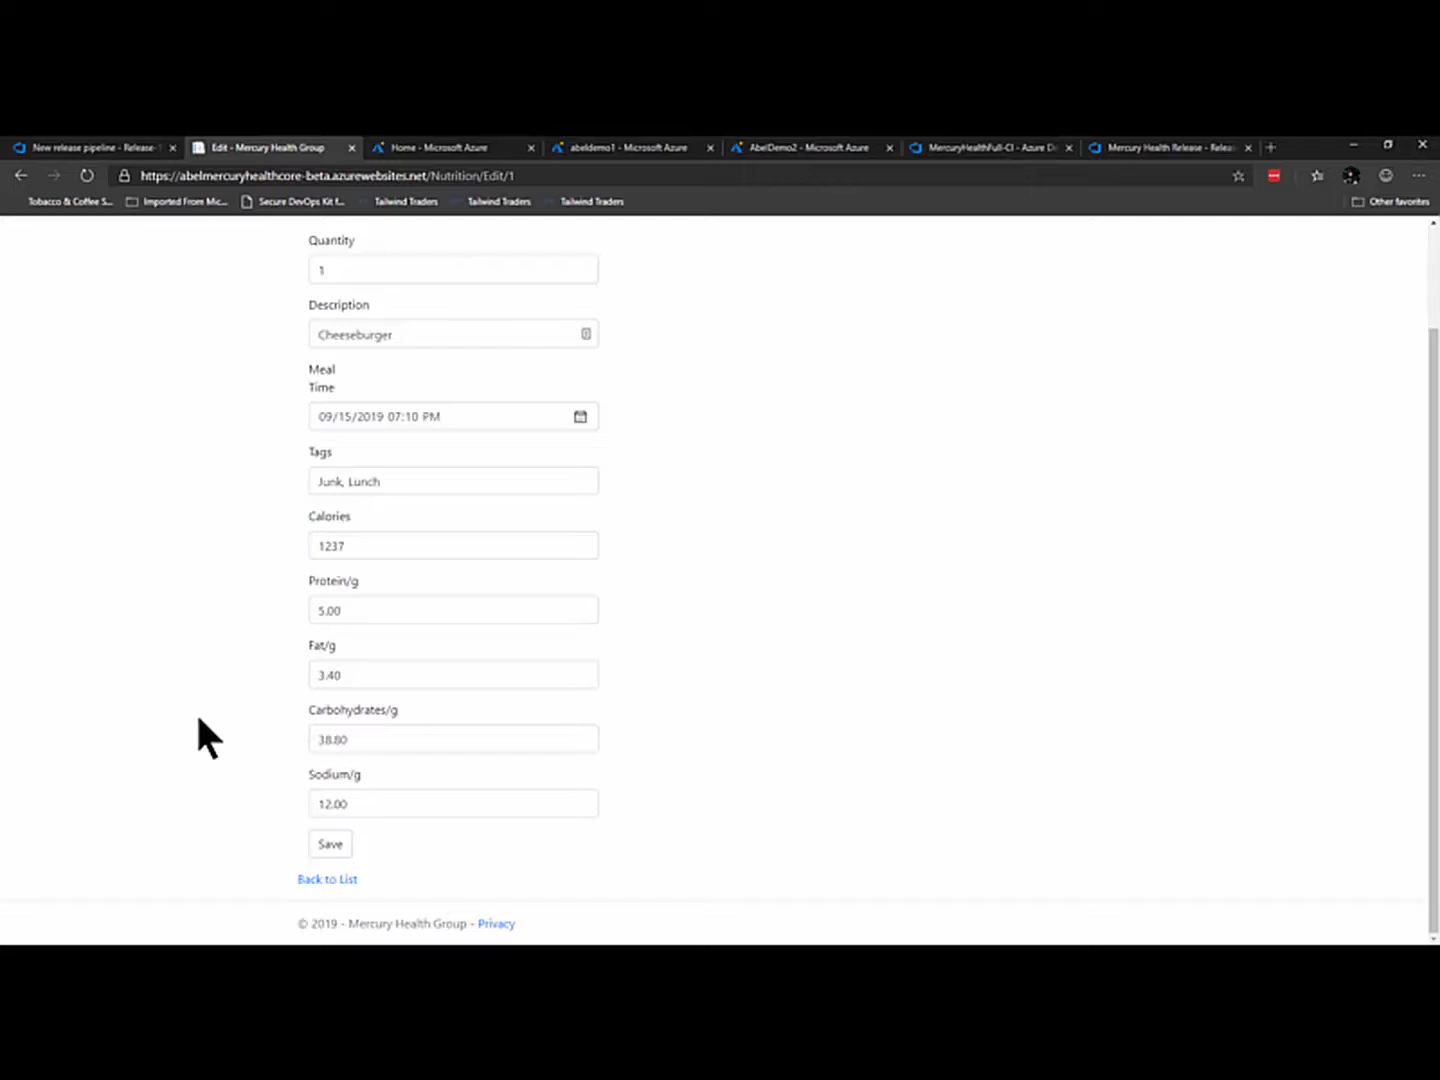 New release pipeline - Release-
Edit - Mercury Health Group
Home - Microsoft Azure
abeldemo1 - Microsoft Azure
AbelDemo2 - Microsoft Azure
MercuryHealthFull-CI - Azure D
Mercury Health Release - Releas
https://abelmercuryhealthcore-beta.azurewebsites.net/Nutrition/Edit/1
Tobacco & Coffee S...
Imported From Mic...
Secure DevOps Kit f...
Tailwind Traders
Tailwind Traders
Tailwind Traders
Other favorites
Quantity
1
Description
Cheeseburger
Meal
Time
09/15/2019 07:10 PM
Tags
Junk, Lunch
Calories
1237
Protein/g
5.00
Fat/g
3.40
Carbohydrates/g
38.80
Sodium/g
12.00
Save
Back to List
© 2019 - Mercury Health Group - Privacy